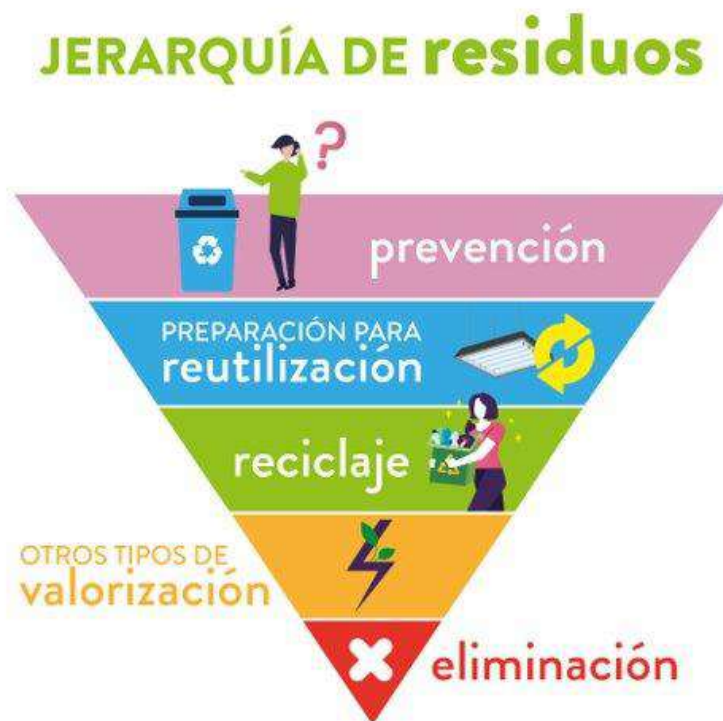 JERARQUÍA DE residuos
?
prevención
PREPARACIÓN PARA
reutilización
reciclaje
OTROS TIPOS DE
valorización
eliminación